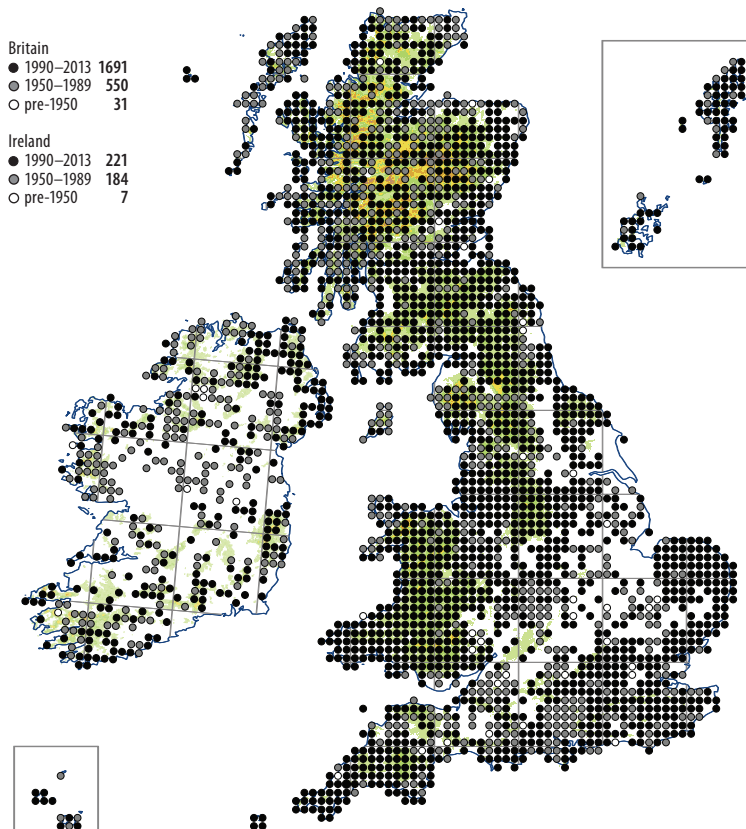 Britain
1990–2013 1691
1950–1989 550
pre-1950 31
Ireland
1990–2013 221
1950–1989 184
pre-1950 7